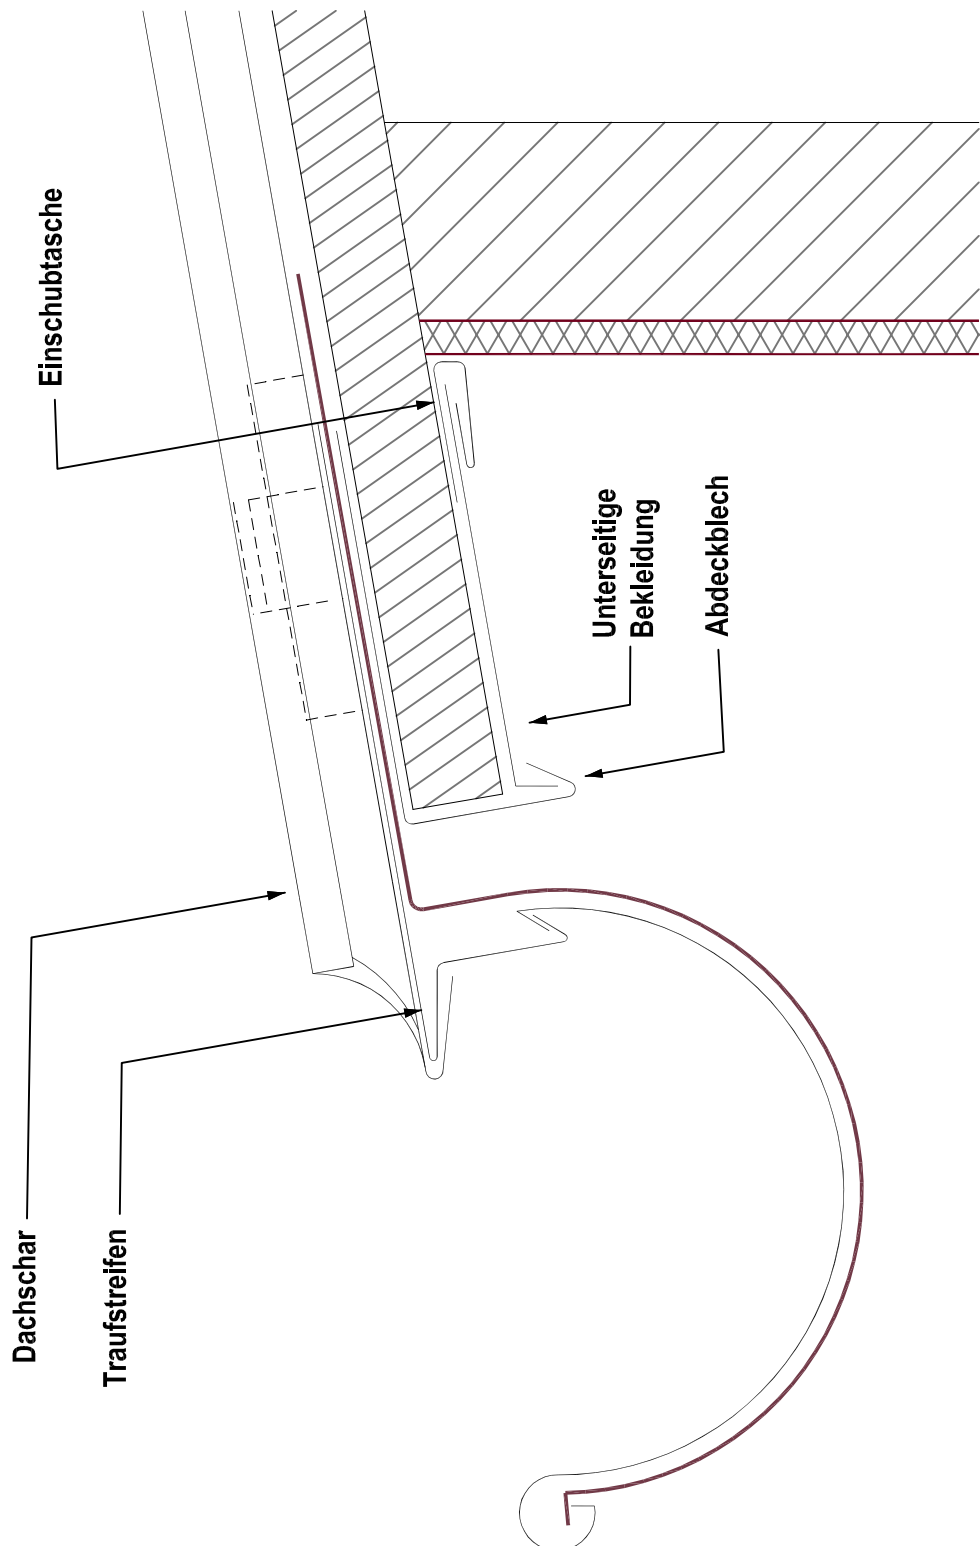 Dachschar
Traufstreifen
Einschubtasche
Unterseitige
Bekleidung
Abdeckblech